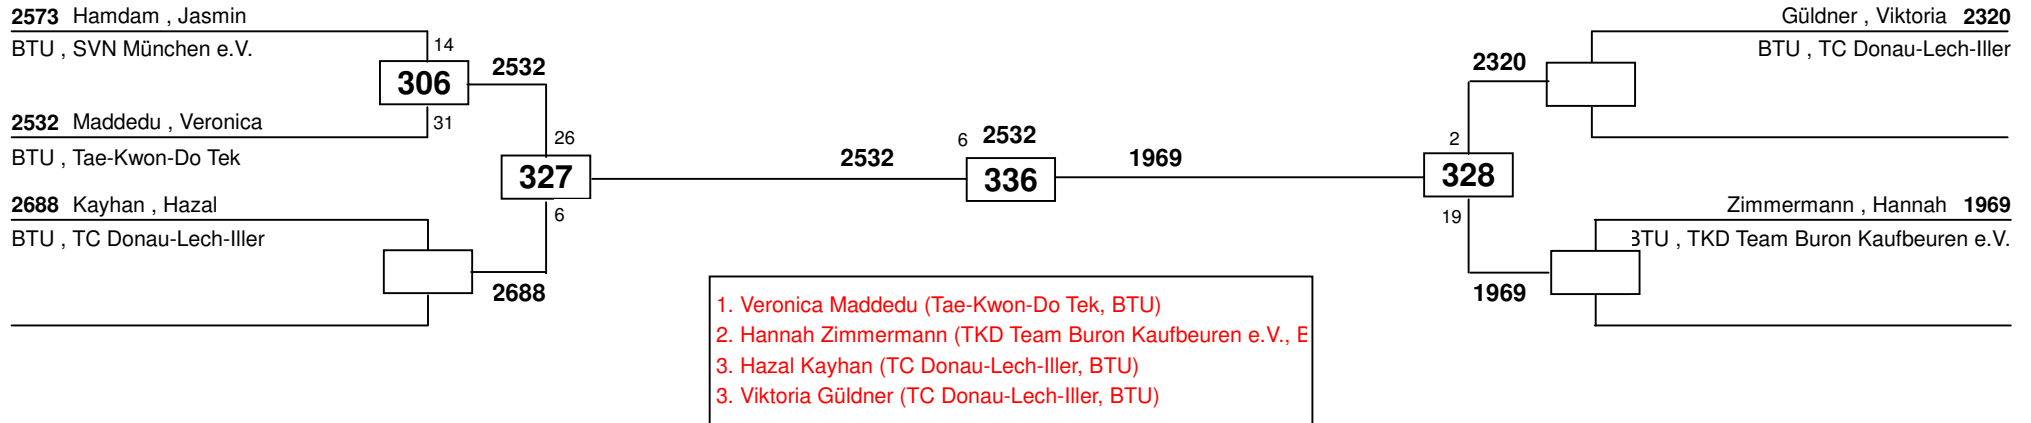 2573 Hamdam , Jasmin
BTU , SVN München e.V.
14
306
2532
31
2532 Maddedu , Veronica
BTU , Tae-Kwon-Do Tek
26
327
6
2688 Kayhan , Hazal
BTU , TC Donau-Lech-Iller
2688
2532
6 2532
336
1969
Güldner , Viktoria 2320
BTU , TC Donau-Lech-Iller
2320
2
328
19
Zimmermann , Hannah 1969
BTU , TKD Team Buron Kaufbeuren e.V.
1969
1. Veronica Maddedu (Tae-Kwon-Do Tek, BTU)
2. Hannah Zimmermann (TKD Team Buron Kaufbeuren e.V., B
3. Hazal Kayhan (TC Donau-Lech-Iller, BTU)
3. Viktoria Güldner (TC Donau-Lech-Iller, BTU)